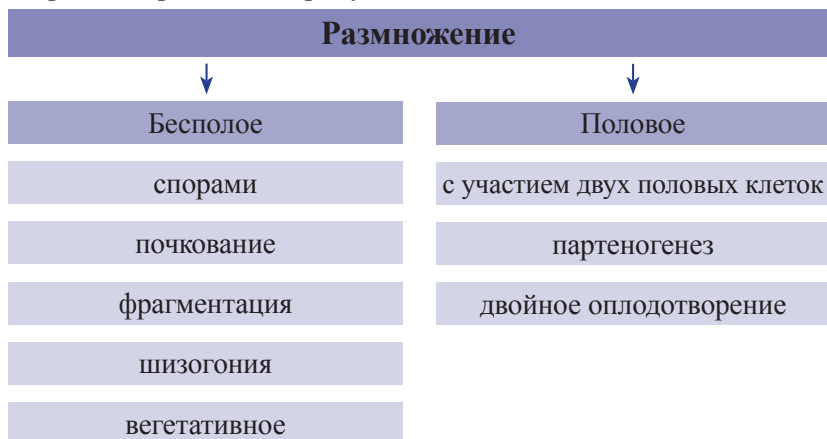 Размножение
Бесполое
спорами
почкование
фрагментация
шизогония
вегетативное
Половое
с участием двух половых клеток
партеногенез
двойное оплодотворение